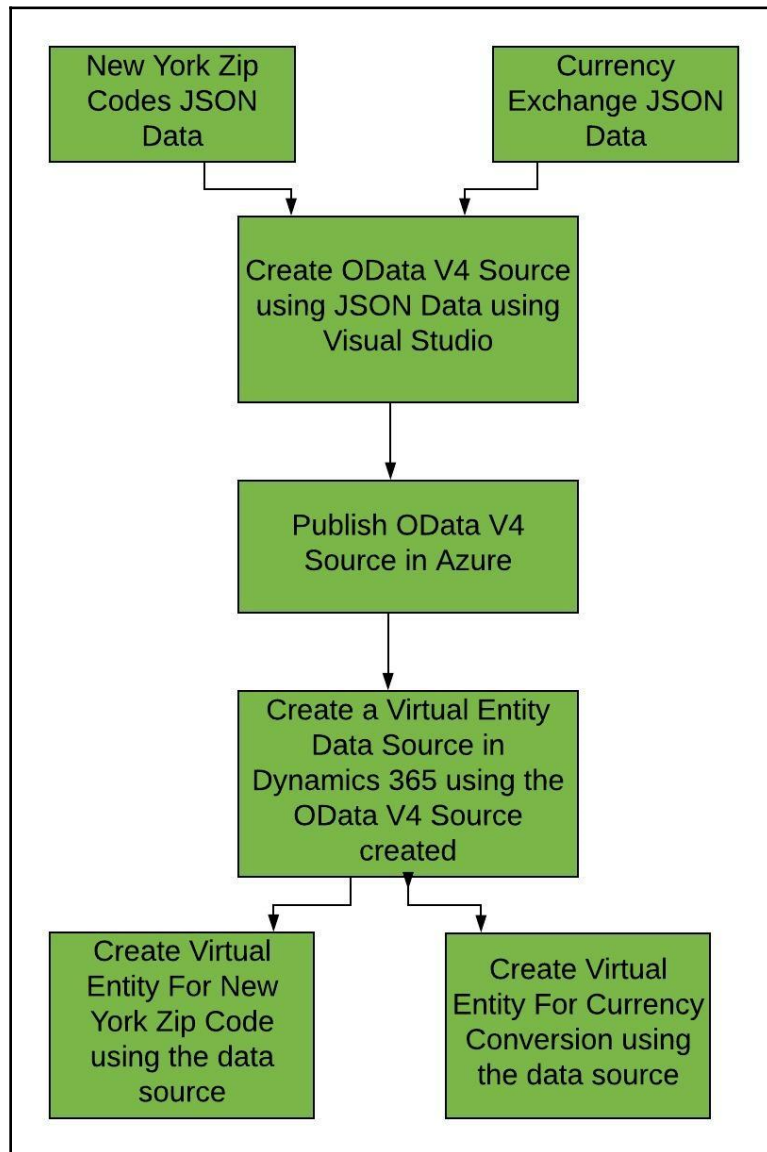 New York Zip
Codes JSON
Data
Currency
Exchange JSON
Data
Create OData V4 Source
using JSON Data using
Visual Studio
Publish OData V4
Source in Azure
Create a Virtual Entity
Data Source in
Dynamics 365 using the
OData V4 Source
created
Create Virtual
Entity For New
York Zip Code
using the data
source
Create Virtual
Entity For Currency
Conversion using
the data source